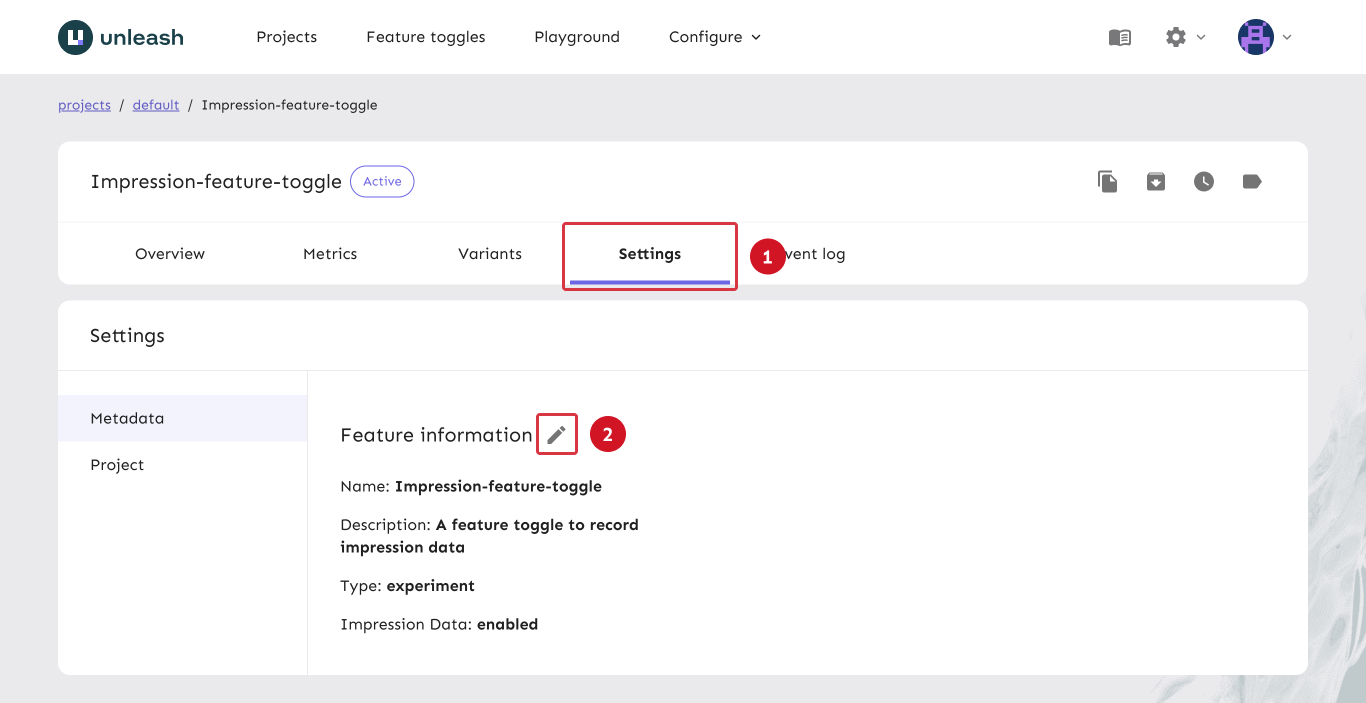 unleash Projects Feature toggles Playground Configure
projects / default / Impression-feature-toggle
Impression-feature-toggle Active
Overview Metrics Variants Settings 1 vent log
Settings
Metadata
Project
Feature information 2
Name: Impression-feature-toggle
Description: A feature toggle to record
impression data
Type: experiment
Impression Data: enabled